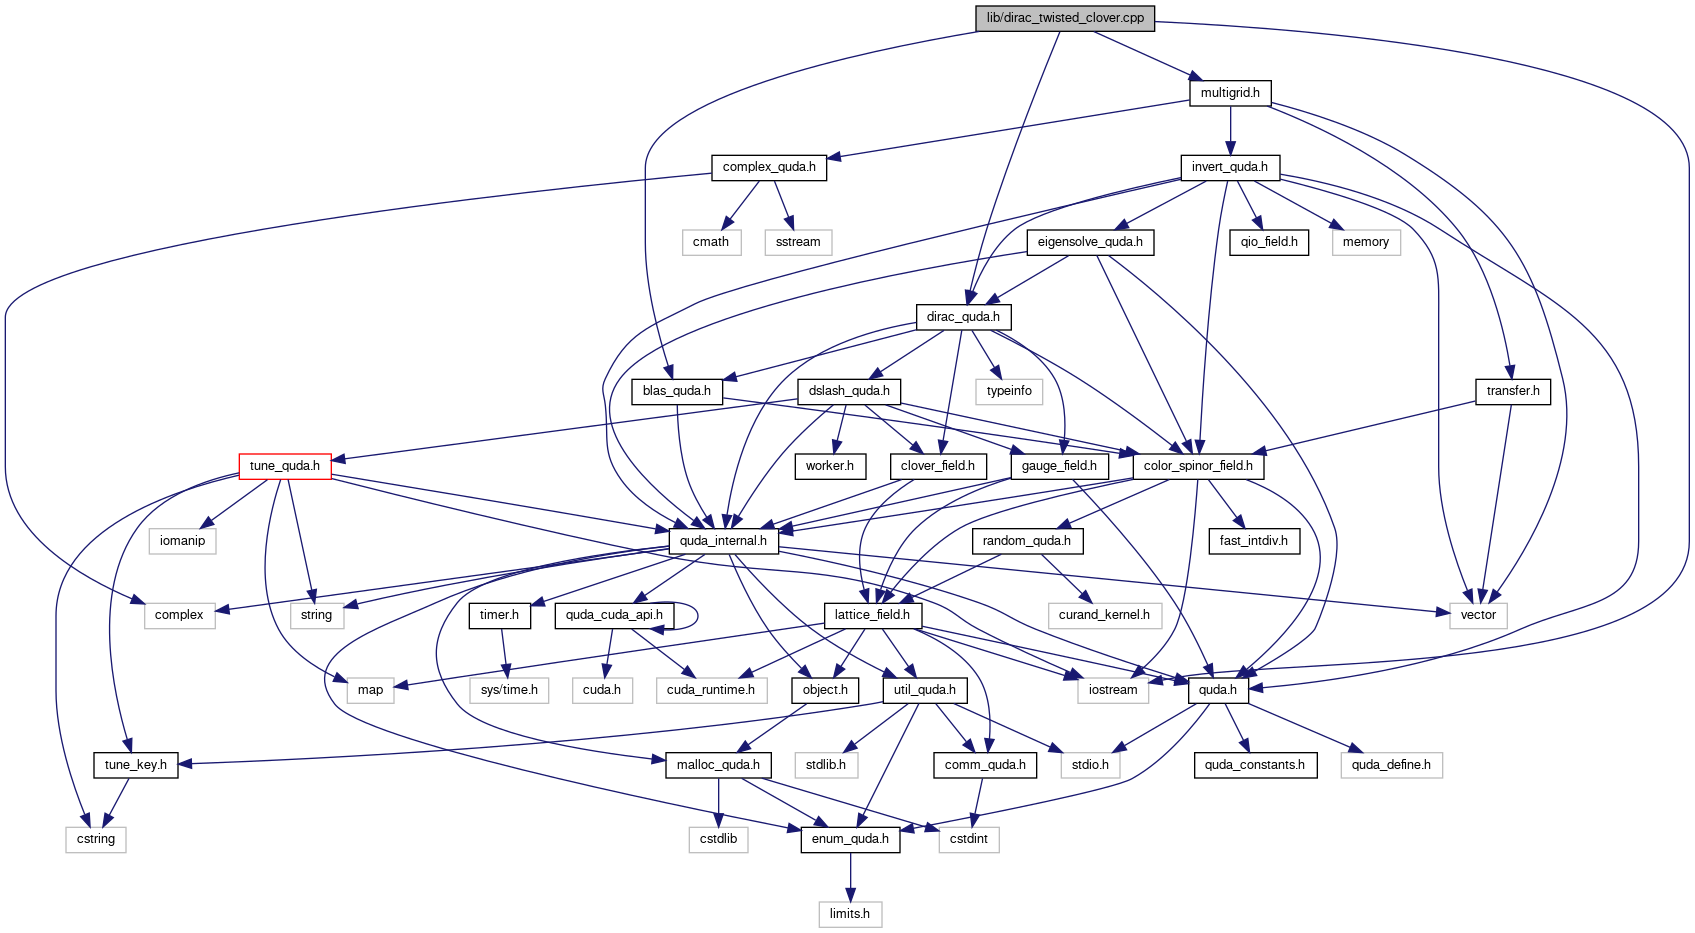 lib/dirac_twisted_clover.cpp
multigrid.h
complex_quda.h
invert_quda.h
cmath
sstream
eigensolve_quda.h
qio_field.h
memory
dirac_quda.h
blas_quda.h
dslash_quda.h
typeinfo
transfer.h
tune_quda.h
worker.h
clover_field.h
gauge_field.h
color_spinor_field.h
iomanip
quda_internal.h
random_quda.h
fast_intdiv.h
complex
string
timer.h
quda_cuda_api.h
lattice_field.h
curand_kernel.h
vector
map
sys/time.h
cuda.h
cuda_runtime.h
object.h
util_quda.h
iostream
quda.h
tune_key.h
malloc_quda.h
stdlib.h
comm_quda.h
stdio.h
quda_constants.h
quda_define.h
cstring
cstdlib
enum_quda.h
cstdint
limits.h